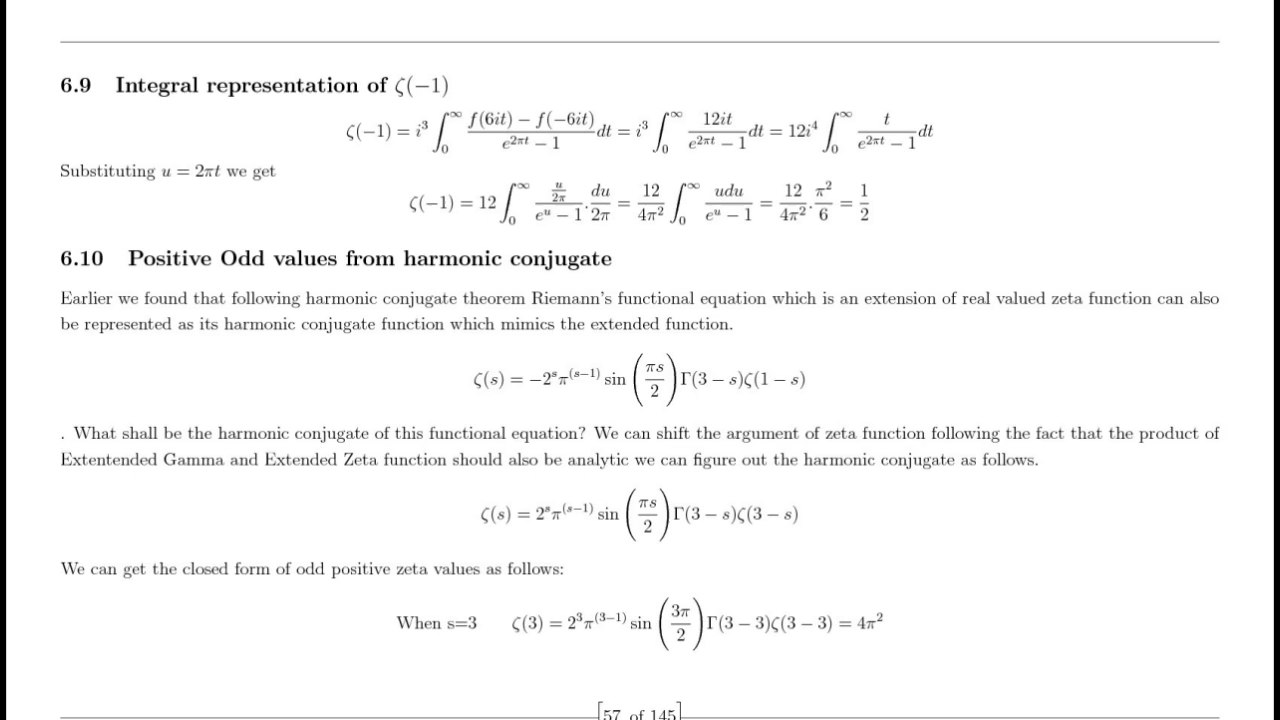 6.9 Integral representation of ζ(−1)
ζ(−1) = i³ ∫₀^∞ (f(6it) − f(−6it))/(e^{2πt} − 1) dt = i³ ∫₀^∞ 12it/(e^{2πt} − 1) dt = 12i⁴ ∫₀^∞ t/(e^{2πt} − 1) dt
Substituting u = 2πt we get
ζ(−1) = 12 ∫₀^∞ (u/2π)/(e^u − 1) . du/2π = 12/4π² ∫₀^∞ udu/(e^u − 1) = 12/4π² . π²/6 = 1/2
6.10 Positive Odd values from harmonic conjugate
Earlier we found that following harmonic conjugate theorem Riemann's functional equation which is an extension of real valued zeta function can also
be represented as its harmonic conjugate function which mimics the extended function.
ζ(s) = −2^s π^{(s−1)} sin (πs/2) Γ(3 − s)ζ(1 − s)
. What shall be the harmonic conjugate of this functional equation? We can shift the argument of zeta function following the fact that the product of
Extentended Gamma and Extended Zeta function should also be analytic we can figure out the harmonic conjugate as follows.
ζ(s) = 2^s π^{(s−1)} sin (πs/2) Γ(3 − s)ζ(3 − s)
We can get the closed form of odd positive zeta values as follows:
When s=3 ζ(3) = 2³π^{(3−1)} sin (3π/2) Γ(3 − 3)ζ(3 − 3) = 4π²
[57 of 145]